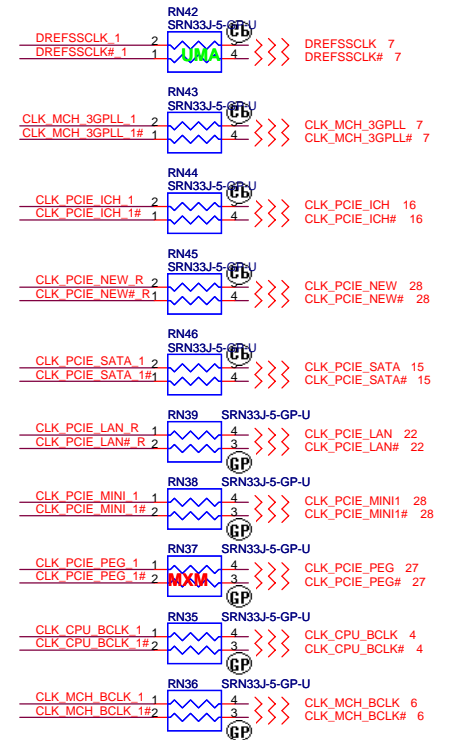 RN42
SRN33J-5-GP-U
DREFSSCLK_1 2 3 DREFSSCLK 7
DREFSSCLK#_1 1 4 DREFSSCLK# 7
UMA
RN43
SRN33J-5-GP-U
CLK_MCH_3GPLL_1 2 3 CLK_MCH_3GPLL 7
CLK_MCH_3GPLL_1# 1 4 CLK_MCH_3GPLL# 7
RN44
SRN33J-5-GP-U
CLK_PCIE_ICH_1 2 3 CLK_PCIE_ICH 16
CLK_PCIE_ICH_1# 1 4 CLK_PCIE_ICH# 16
RN45
SRN33J-5-GP-U
CLK_PCIE_NEW_R 2 3 CLK_PCIE_NEW 28
CLK_PCIE_NEW#_R 1 4 CLK_PCIE_NEW# 28
RN46
SRN33J-5-GP-U
CLK_PCIE_SATA_1 2 3 CLK_PCIE_SATA 15
CLK_PCIE_SATA_1# 1 4 CLK_PCIE_SATA# 15
RN39 SRN33J-5-GP-U
CLK_PCIE_LAN_R 1 4 CLK_PCIE_LAN 22
CLK_PCIE_LAN#_R 2 3 CLK_PCIE_LAN# 22
GP
RN38 SRN33J-5-GP-U
CLK_PCIE_MINI_1 1 4 CLK_PCIE_MINI1 28
CLK_PCIE_MINI_1# 2 3 CLK_PCIE_MINI1# 28
GP
RN37 SRN33J-5-GP-U
CLK_PCIE_PEG_1 1 4 CLK_PCIE_PEG 27
CLK_PCIE_PEG_1# 2 3 CLK_PCIE_PEG# 27
MXM
GP
RN35 SRN33J-5-GP-U
CLK_CPU_BCLK_1 1 4 CLK_CPU_BCLK 4
CLK_CPU_BCLK_1# 2 3 CLK_CPU_BCLK# 4
GP
RN36 SRN33J-5-GP-U
CLK_MCH_BCLK_1 1 4 CLK_MCH_BCLK 6
CLK_MCH_BCLK_1# 2 3 CLK_MCH_BCLK# 6
GP